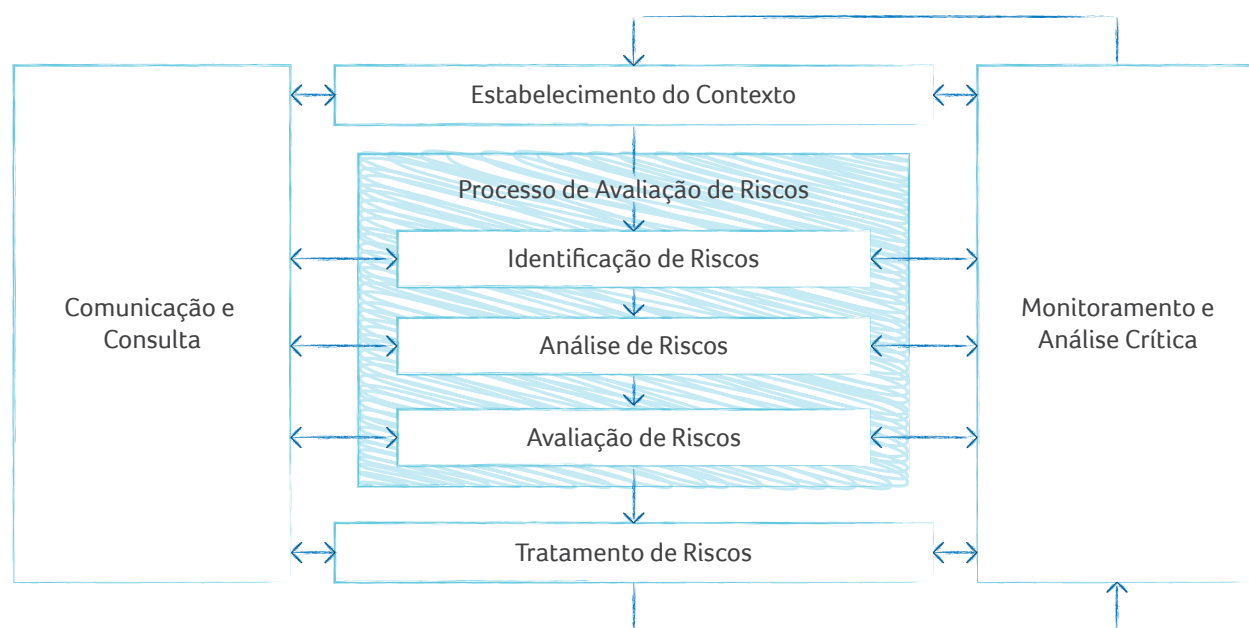 Estabelecimento do Contexto
Processo de Avaliação de Riscos
Identificação de Riscos
Análise de Riscos
Avaliação de Riscos
Tratamento de Riscos
Comunicação e
Consulta
Monitoramento e
Análise Crítica